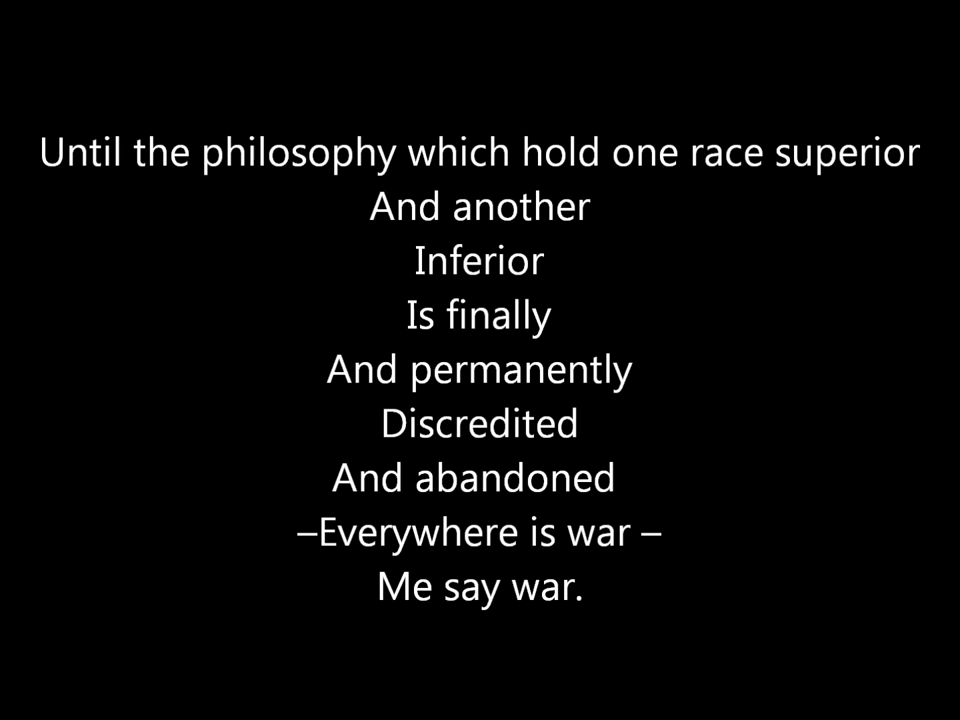 Until the philosophy which hold one race superior
And another
Inferior
Is finally
And permanently
Discredited
And abandoned
–Everywhere is war –
Me say war.